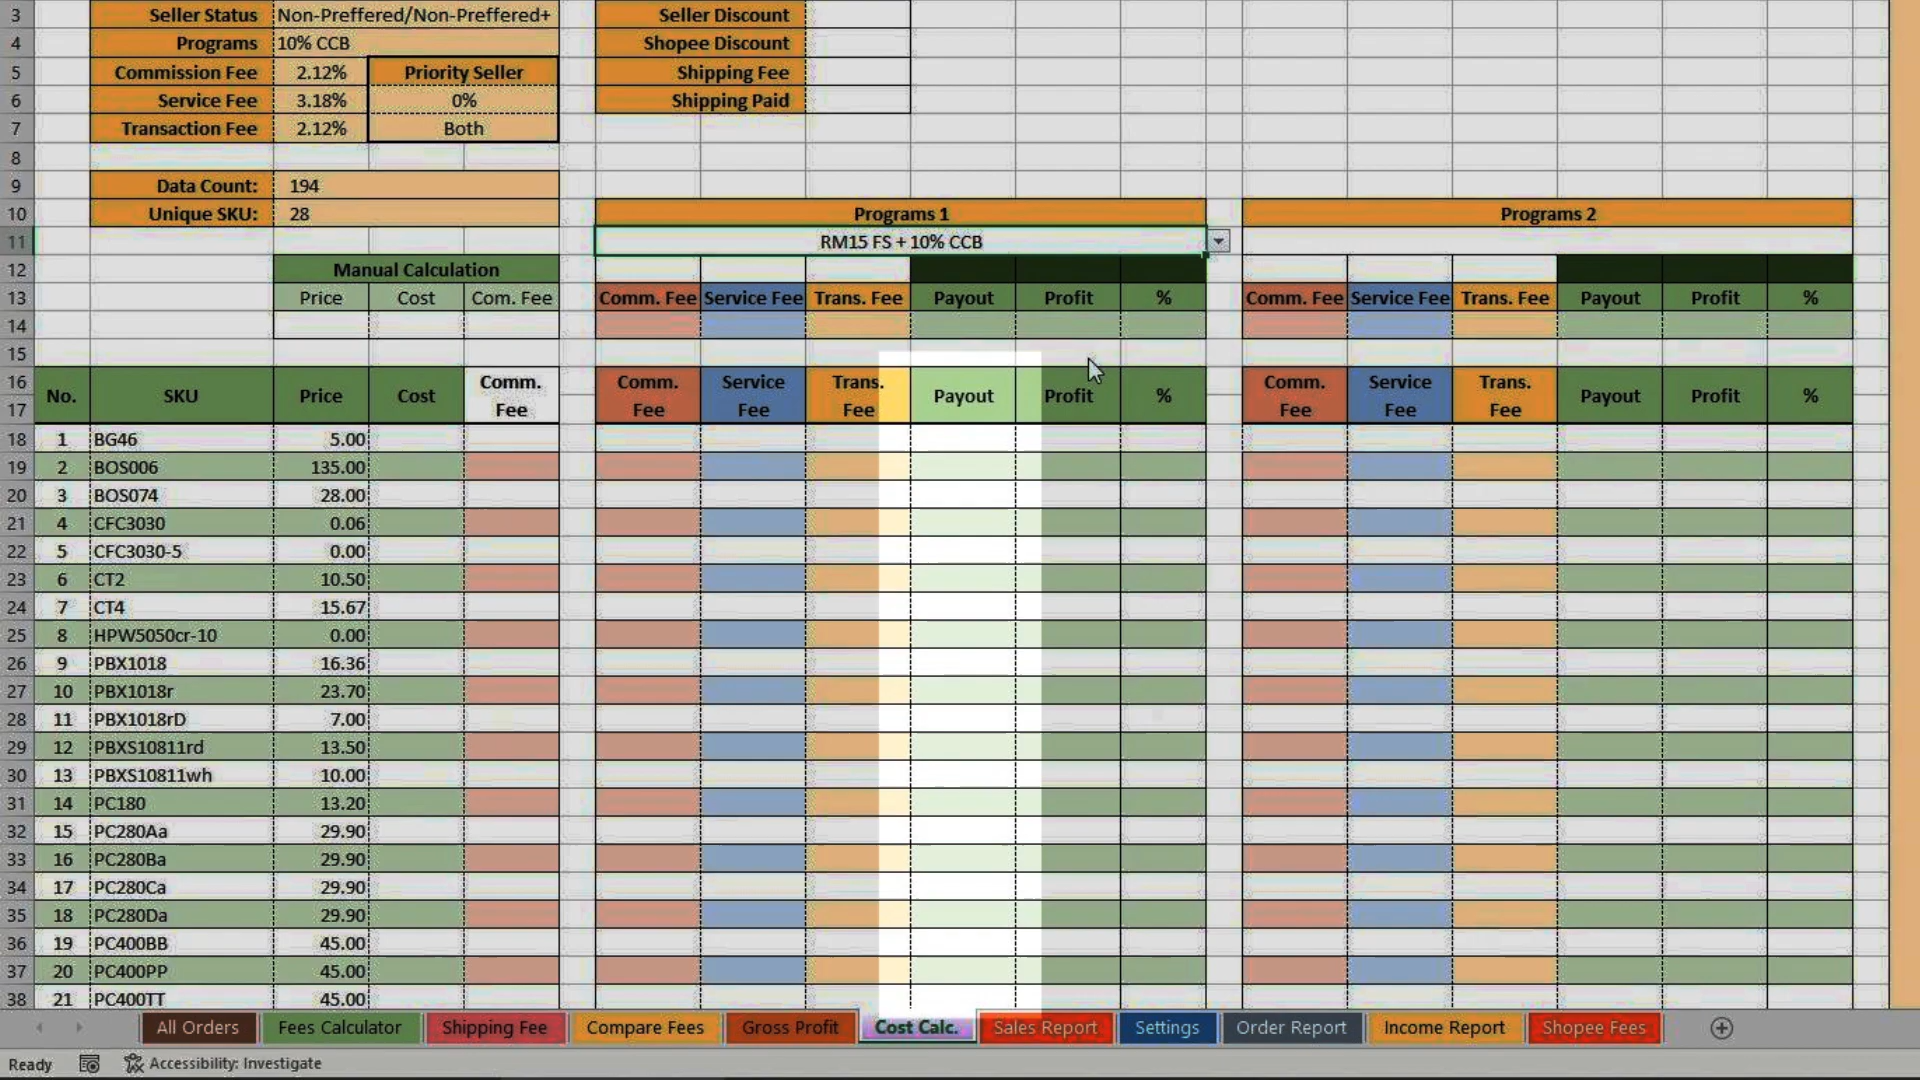 3 Seller Status Non-Preffered/Non-Preffered+ Seller Discount
4 Programs 10% CCB Shopee Discount
5 Commission Fee 2.12% Priority Seller Shipping Fee
6 Service Fee 3.18% 0% Shipping Paid
7 Transaction Fee 2.12% Both
8
9 Data Count: 194
10 Unique SKU: 28 Programs 1 Programs 2
11 RM15 FS + 10% CCB
12 Manual Calculation
13 Price Cost Com. Fee Comm. Fee Service Fee Trans. Fee Payout Profit % Comm. Fee Service Fee Trans. Fee Payout Profit %
14
15
16 No. SKU Price Cost Comm. Comm. Service Trans. Payout Profit % Comm. Service Trans. Payout Profit %
17 Fee Fee Fee Fee Fee Fee Fee
18 1 BG46 5.00
19 2 BOS006 135.00
20 3 BOS074 28.00
21 4 CFC3030 0.06
22 5 CFC3030-5 0.00
23 6 CT2 10.50
24 7 CT4 15.67
25 8 HPW5050cr-10 0.00
26 9 PBX1018 16.36
27 10 PBX1018r 23.70
28 11 PBX1018rD 7.00
29 12 PBXS10811rd 13.50
30 13 PBXS10811wh 10.00
31 14 PC180 13.20
32 15 PC280Aa 29.90
33 16 PC280Ba 29.90
34 17 PC280Ca 29.90
35 18 PC280Da 29.90
36 19 PC400BB 45.00
37 20 PC400PP 45.00
38 21 PC400TT 45.00
All Orders Fees Calculator Shipping Fee Compare Fees Gross Profit Cost Calc. Sales Report Settings Order Report Income Report Shopee Fees
Ready Accessibility: Investigate